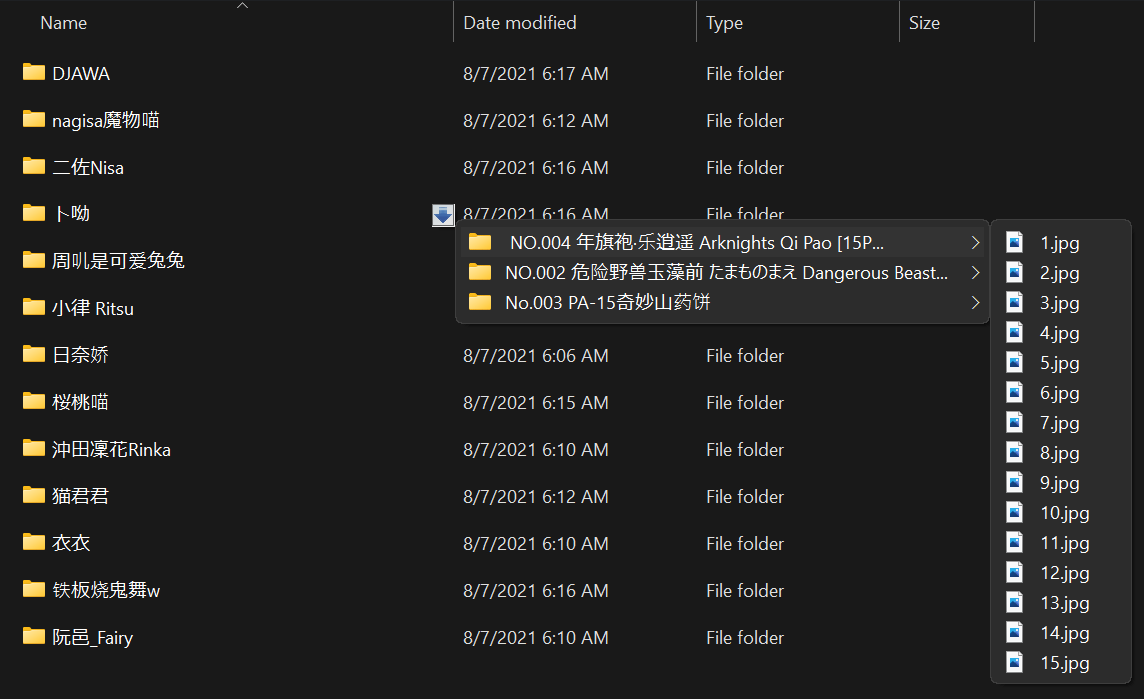 Name Date modified Type Size
DJAWA 8/7/2021 6:17 AM File folder
nagisa魔物喵 8/7/2021 6:12 AM File folder
二佐Nisa 8/7/2021 6:16 AM File folder
卜呦 8/7/2021 6:16 AM File folder
周叽是可爱兔兔
小律 Ritsu
日奈娇 8/7/2021 6:06 AM File folder
桜桃喵 8/7/2021 6:15 AM File folder
沖田凜花Rinka 8/7/2021 6:10 AM File folder
猫君君 8/7/2021 6:12 AM File folder
衣衣 8/7/2021 6:10 AM File folder
铁板烧鬼舞w 8/7/2021 6:16 AM File folder
阮邑_Fairy 8/7/2021 6:10 AM File folder
NO.004 年旗袍·乐逍遥 Arknights Qi Pao [15P...
NO.002 危险野兽玉藻前 たまものまえ Dangerous Beast...
No.003 PA-15奇妙山药饼
1.jpg
2.jpg
3.jpg
4.jpg
5.jpg
6.jpg
7.jpg
8.jpg
9.jpg
10.jpg
11.jpg
12.jpg
13.jpg
14.jpg
15.jpg